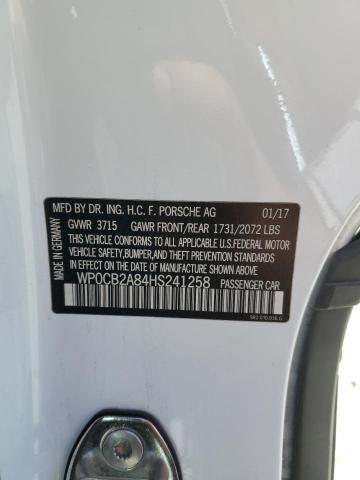 MFD BY DR. ING. H.C. F. PORSCHE AG 01/17
GVWR 3715 GAWR FRONT/REAR 1731/2072 LBS
THIS VEHICLE CONFORMS TO ALL APPLICABLE U.S.FEDERAL MOTOR
VEHICLE SAFETY,BUMPER,AND THEFT PREVENTION STANDARDS
IN EFFECT ON THE DATE OF MANUFACTURE SHOWN ABOVE.
WP0CB2A84HS241258 PASSENGER CAR
MADE IN GERMANY